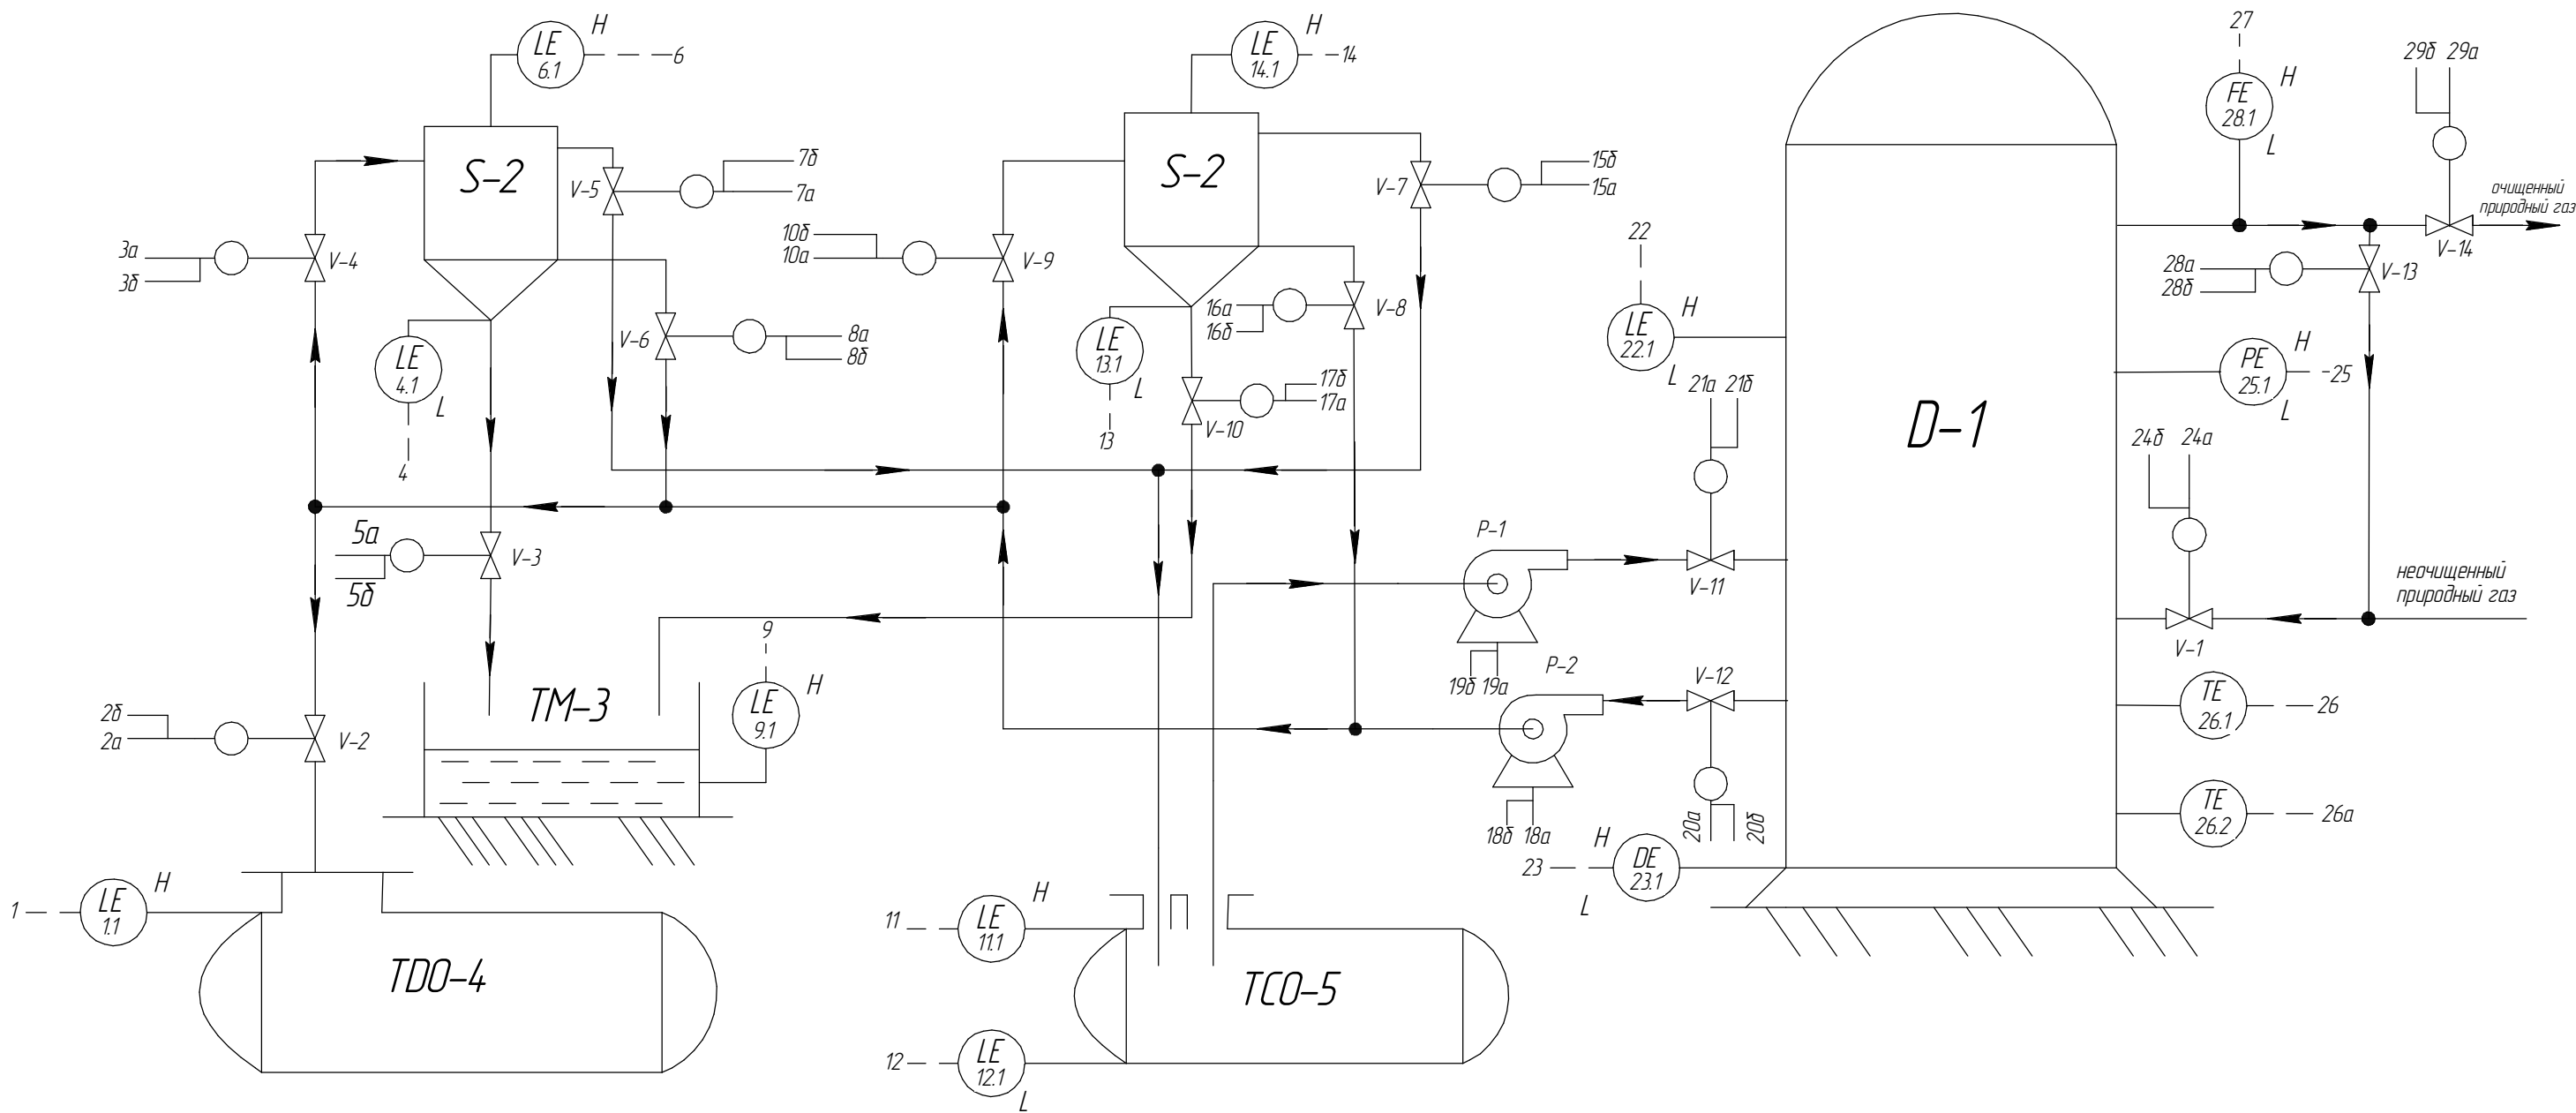 LE
6.1
H
6
S-2
V-5
7б
7а
3а
3б
V-4
V-6
8а
8б
LE
4.1
L
4
5а
5б
V-3
2б
2а
V-2
TM-3
9
LE
9.1
H
1
LE
1.1
H
TDO-4
LE
14.1
H
14
S-2
V-7
15б
15а
10б
10а
V-9
16а
16б
V-8
LE
13.1
L
13
17б
17а
V-10
P-1
19б
19а
P-2
18б
18а
11
LE
11.1
H
TCO-5
12
LE
12.1
L
22
LE
22.1
H
L
21а
21б
V-11
V-12
20а
20б
23
DE
23.1
H
L
D-1
27
FE
28.1
H
L
29б
29а
очищенный
природный газ
V-14
28а
28б
V-13
PE
25.1
H
L
25
24б
24а
неочищенный
природный газ
V-1
TE
26.1
26
TE
26.2
26а